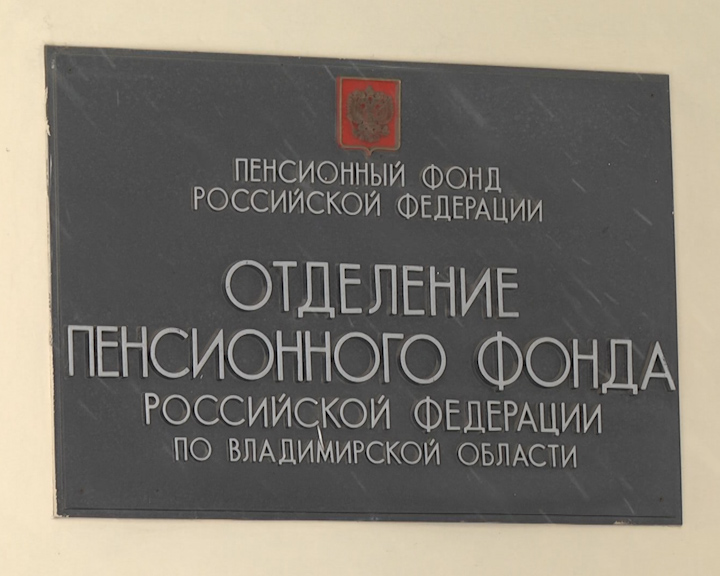 ПЕНСИОННЫЙ ФОНД
РОССИЙСКОЙ ФЕДЕРАЦИИ
ОТДЕЛЕНИЕ
ПЕНСИОННОГО ФОНДА
РОССИЙСКОЙ ФЕДЕРАЦИИ
ПО ВЛАДИМИРСКОЙ ОБЛАСТИ